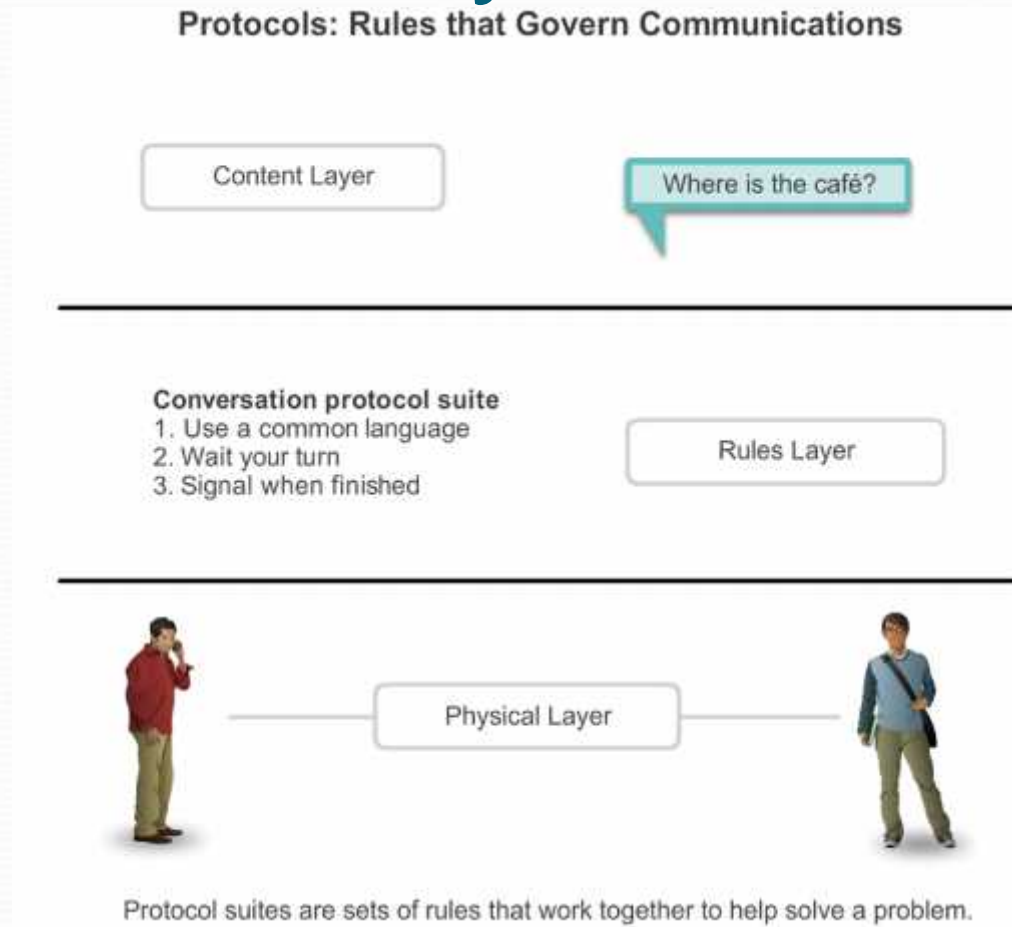 Protocols: Rules that Govern Communications
Content Layer
Where is the café?
Conversation protocol suite
1. Use a common language
2. Wait your turn
3. Signal when finished
Rules Layer
Physical Layer
Protocol suites are sets of rules that work together to help solve a problem.